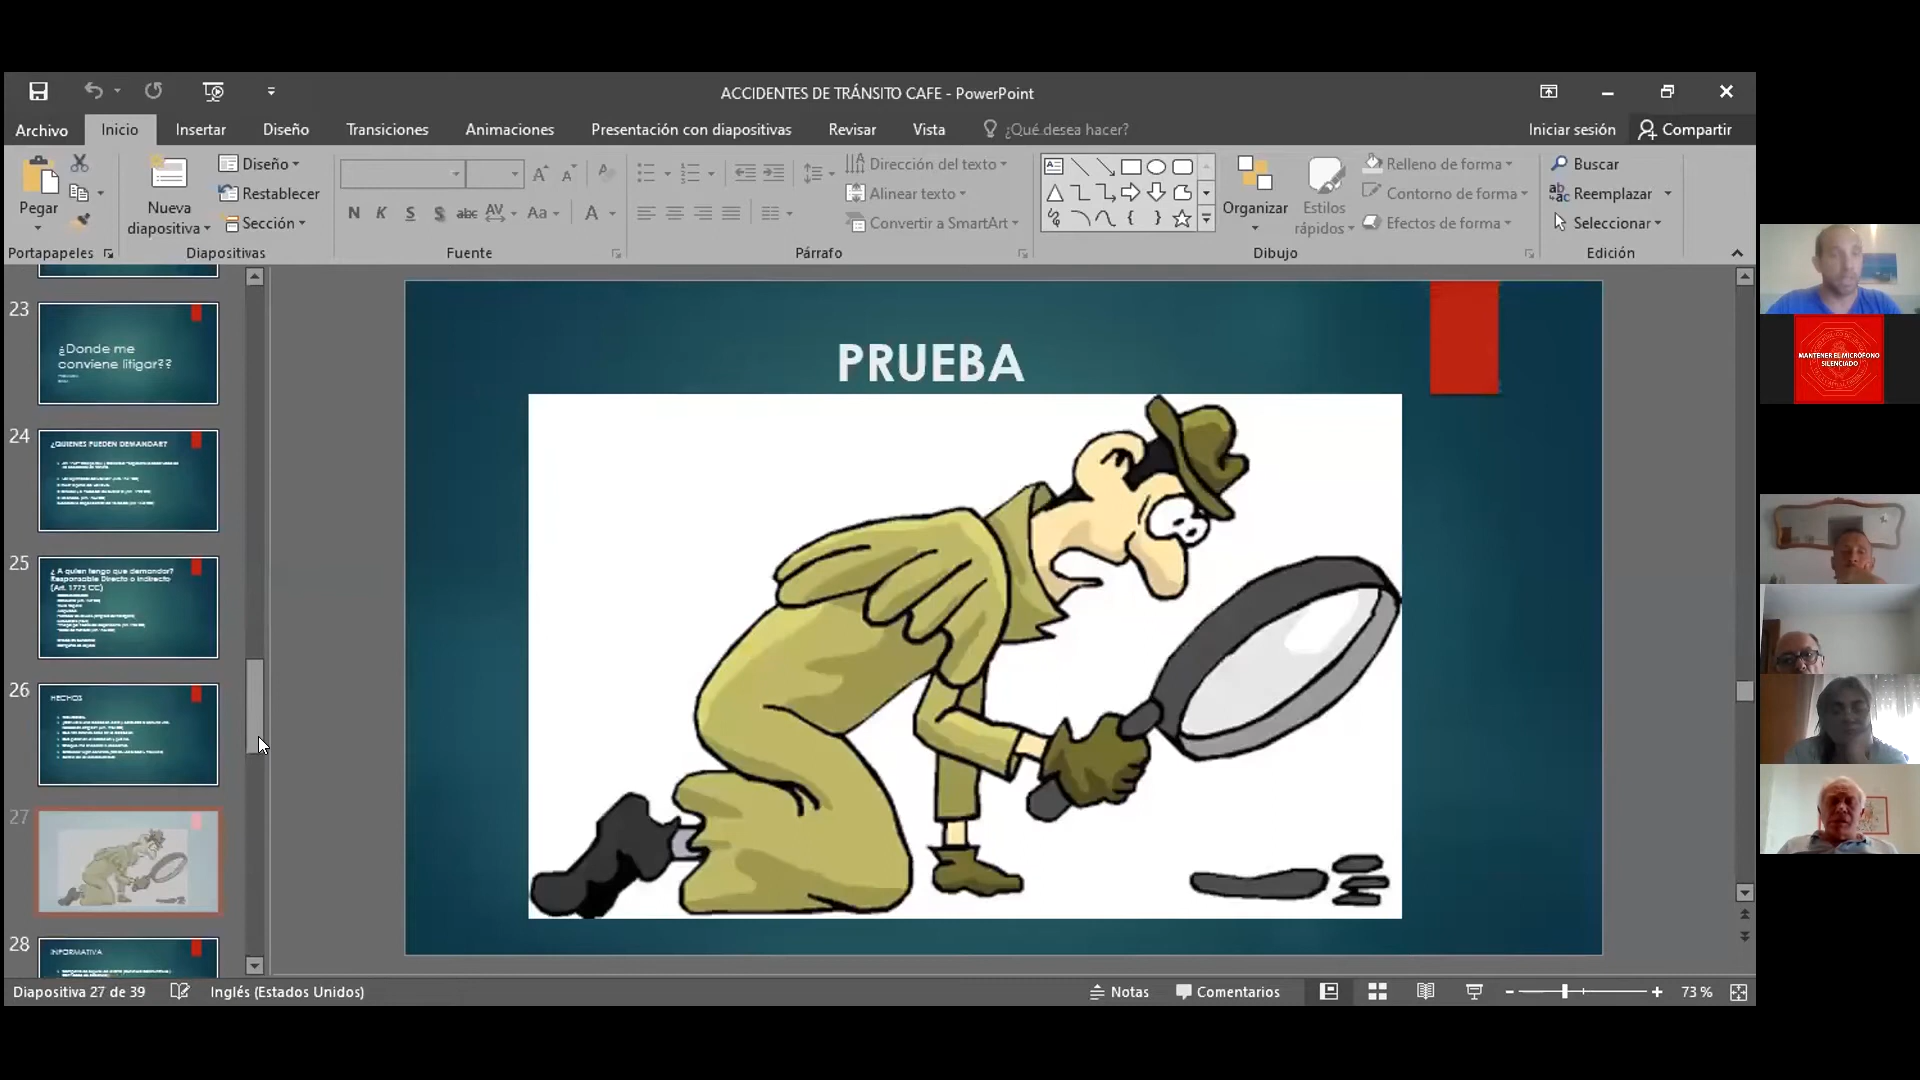 ACCIDENTES DE TRÁNSITO CAFE - PowerPoint
Archivo Inicio Insertar Diseño Transiciones Animaciones Presentación con diapositivas Revisar Vista ¿Qué desea hacer? Iniciar sesión Compartir
Pegar
Nueva diapositiva
Diseño
Restablecer
Sección
N K S S abc AV Aa A
Dirección del texto
Alinear texto
Convertir a SmartArt
Organizar
Estilos rápidos
Relleno de forma
Contorno de forma
Efectos de forma
Buscar
Reemplazar
Seleccionar
Portapapeles Diapositivas Fuente Párrafo Dibujo Edición
23
¿Donde me
conviene litigar??
24
¿QUIENES PUEDEN DEMANDAR?
25
¿ A quien tengo que demandar?
Responsable Directo o indirecto
(Art. 1773 CC)
26
HECHOS
27
28
INFORMATIVA
PRUEBA
MANTENER EL MICRÓFONO
SILENCIADO
Diapositiva 27 de 39 Inglés (Estados Unidos) Notas Comentarios 73 %